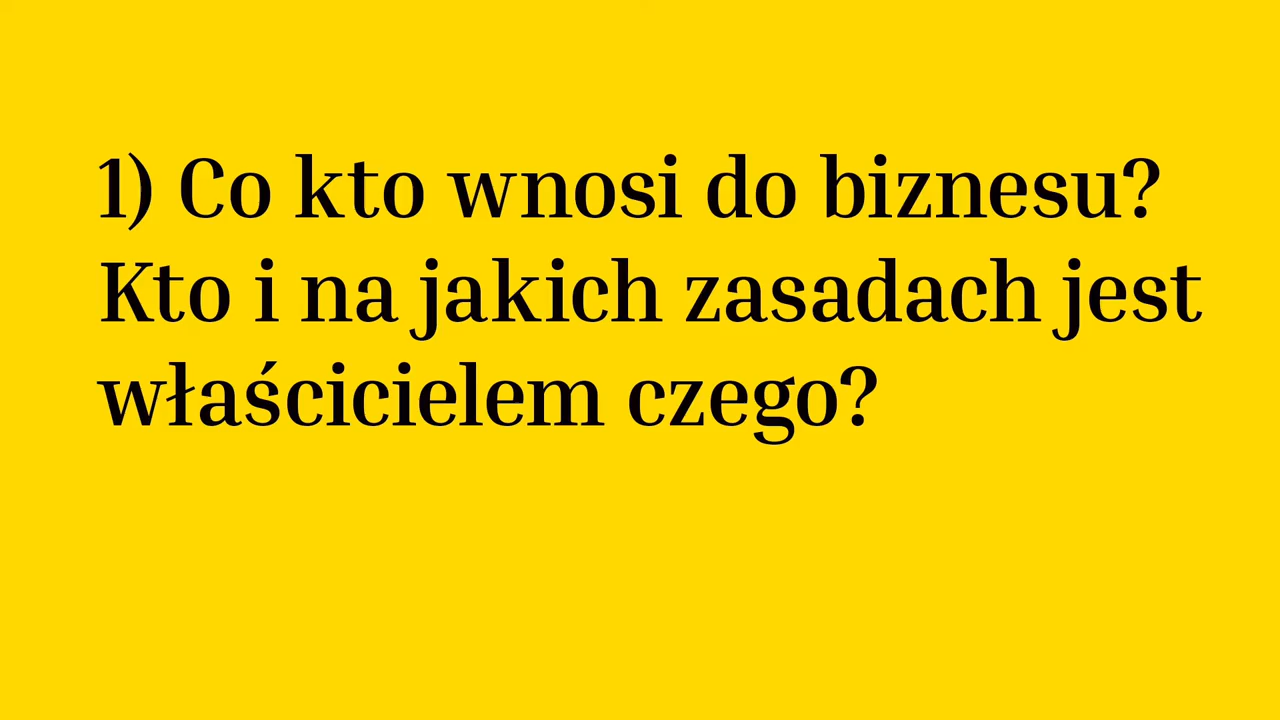 1) Co kto wnosi do biznesu?
Kto i na jakich zasadach jest
właścicielem czego?